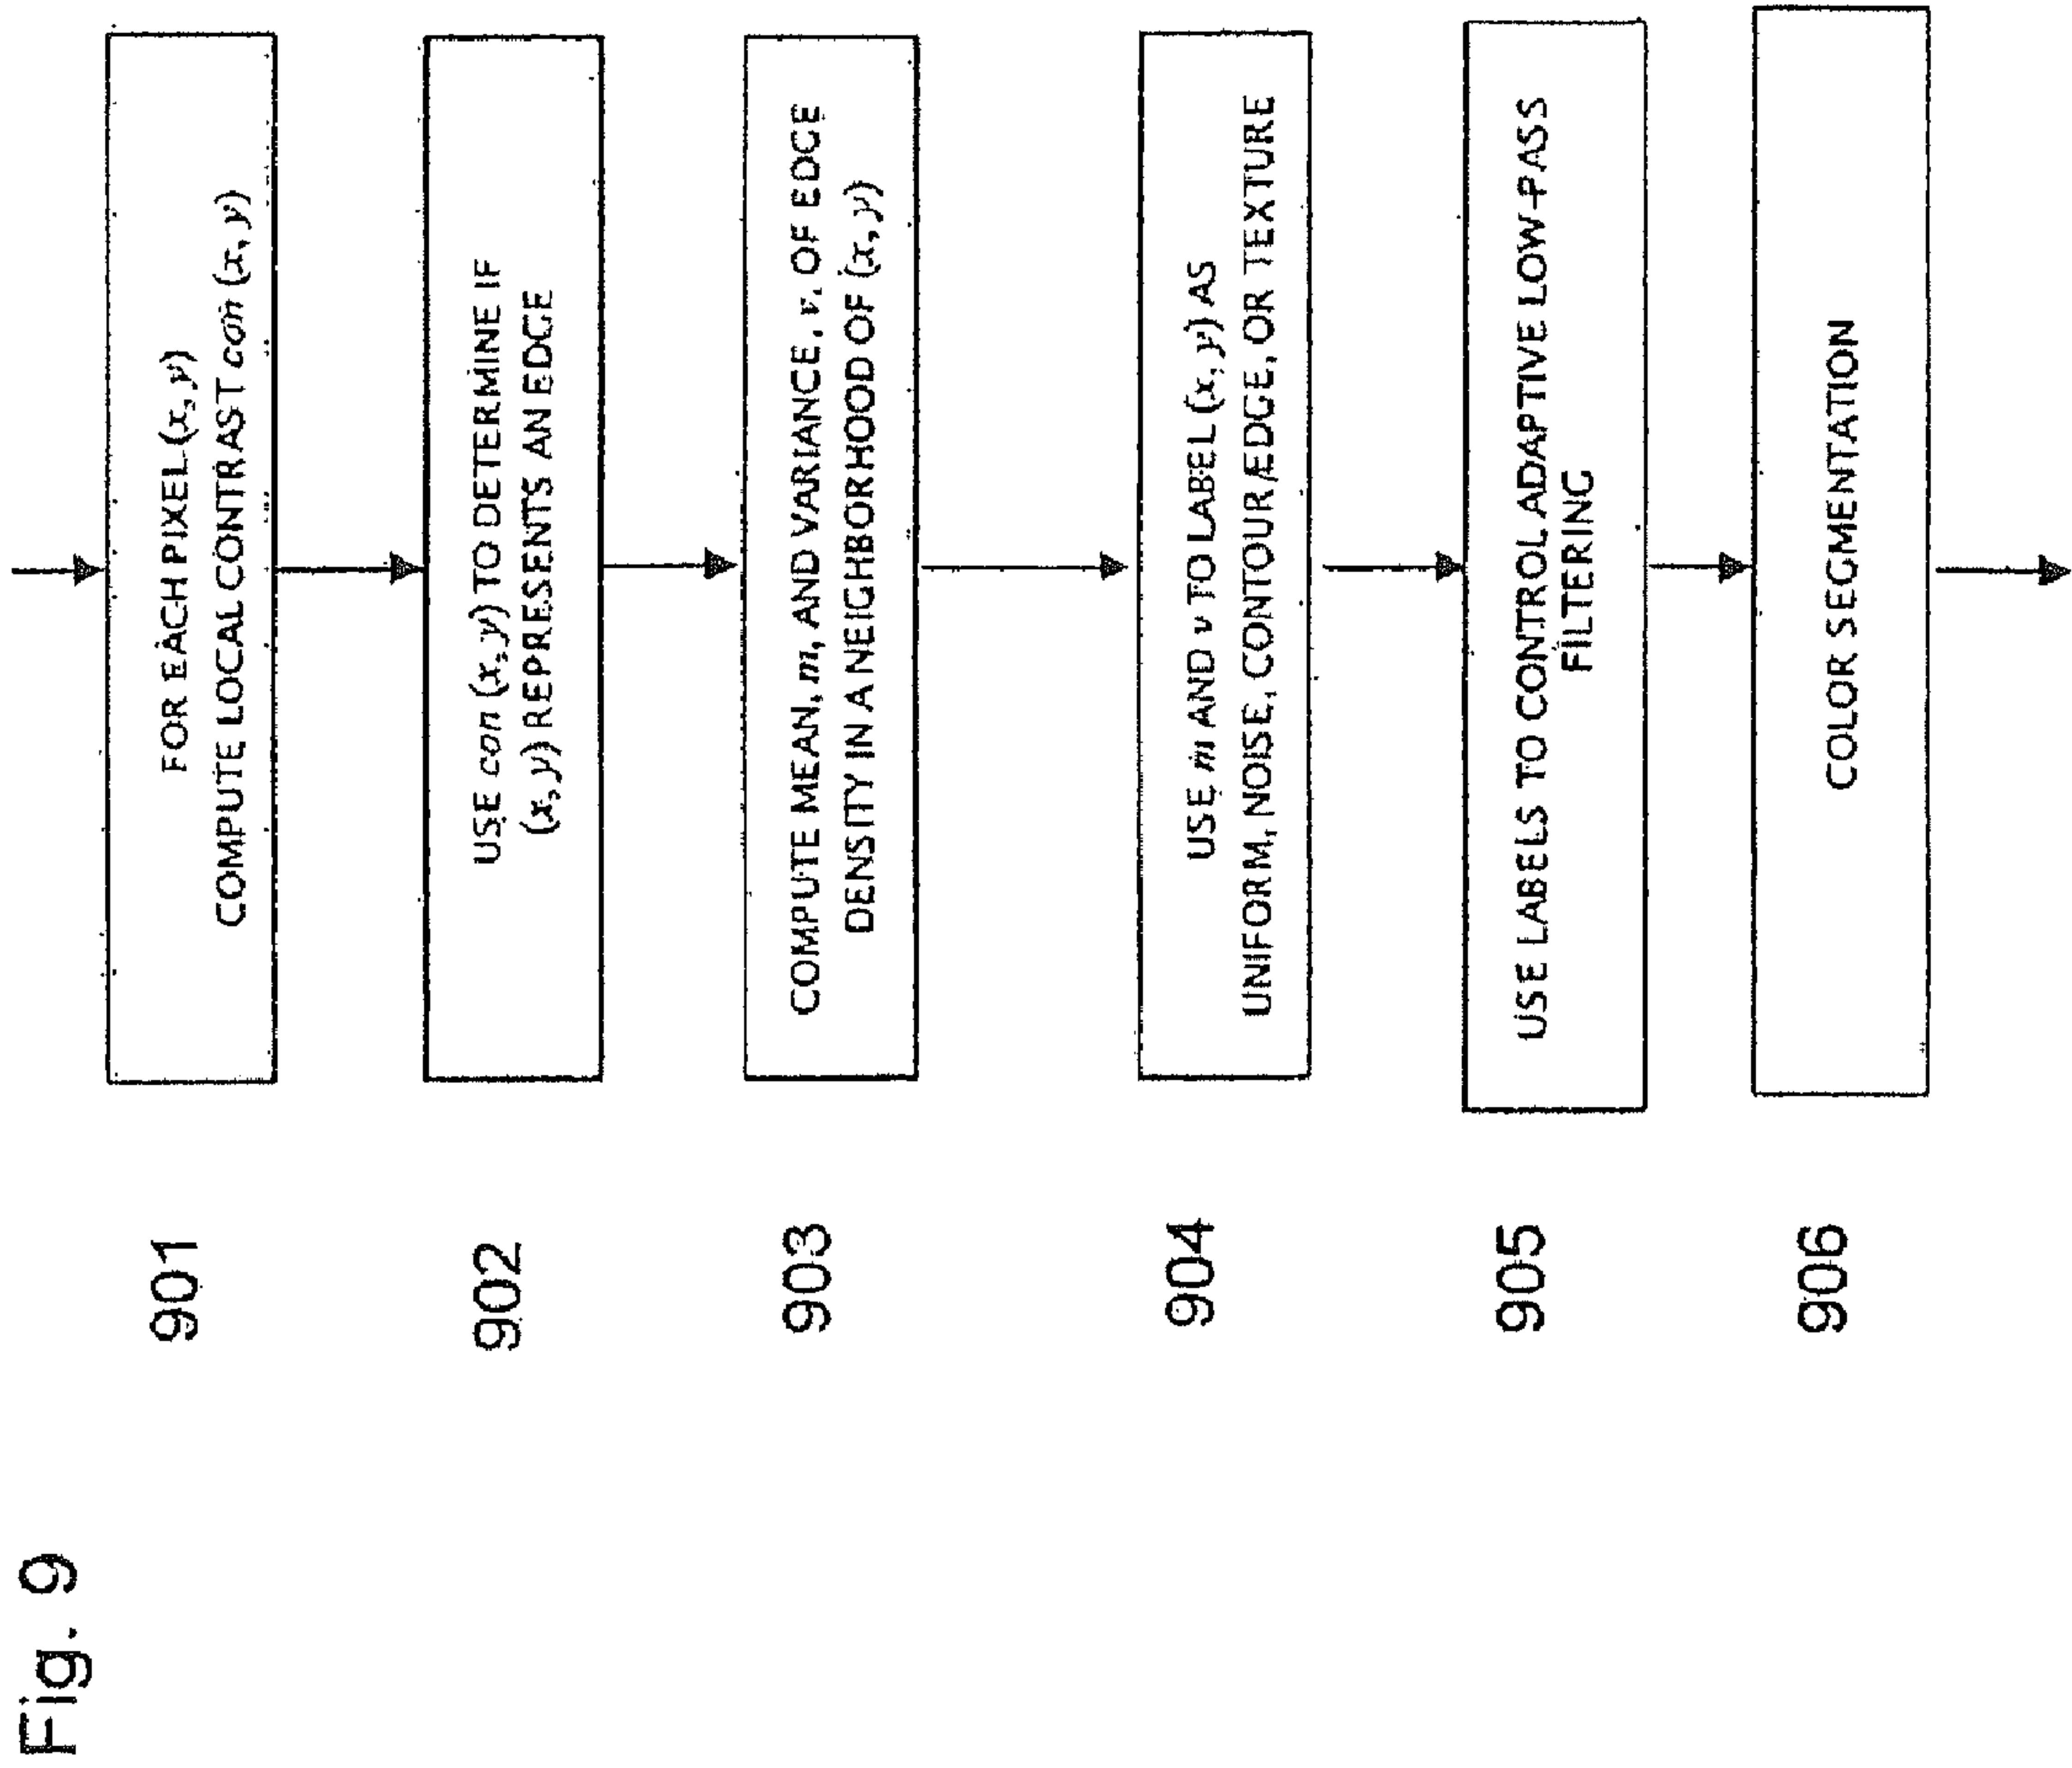 Fig. 9
901
FOR EACH PIXEL (x, y)
COMPUTE LOCAL CONTRAST con (x, y)
902
USE con (x, y) TO DETERMINE IF
(x, y) REPRESENTS AN EDGE
903
COMPUTE MEAN, m, AND VARIANCE, v, OF EDGE
DENSITY IN A NEIGHBORHOOD OF (x, y)
904
USE m AND v TO LABEL (x, y) AS
UNIFORM, NOISE, CONTOUR/EDGE, OR TEXTURE
905
USE LABELS TO CONTROL ADAPTIVE LOW-PASS
FILTERING
906
COLOR SEGMENTATION